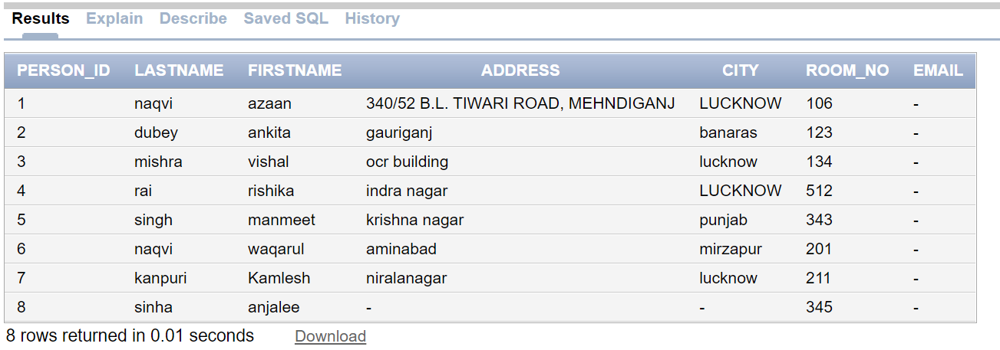 Results Explain Describe Saved SQL History
PERSON_ID LASTNAME FIRSTNAME ADDRESS CITY ROOM_NO EMAIL
1 naqvi azaan 340/52 B.L. TIWARI ROAD, MEHNDIGANJ LUCKNOW 106 -
2 dubey ankita gauriganj banaras 123 -
3 mishra vishal ocr building lucknow 134 -
4 rai rishika indra nagar LUCKNOW 512 -
5 singh manmeet krishna nagar punjab 343 -
6 naqvi waqarul aminabad mirzapur 201 -
7 kanpuri Kamlesh niralanagar lucknow 211 -
8 sinha anjalee - - 345 -
8 rows returned in 0.01 seconds Download